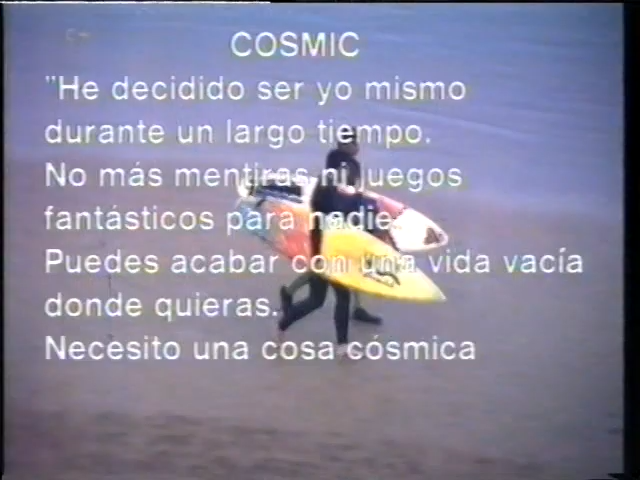 COSMIC
"He decidido ser yo mismo
durante un largo tiempo.
No más mentiras ni juegos
fantásticos para nadie.
Puedes acabar con una vida vacía
donde quieras.
Necesito una cosa cósmica